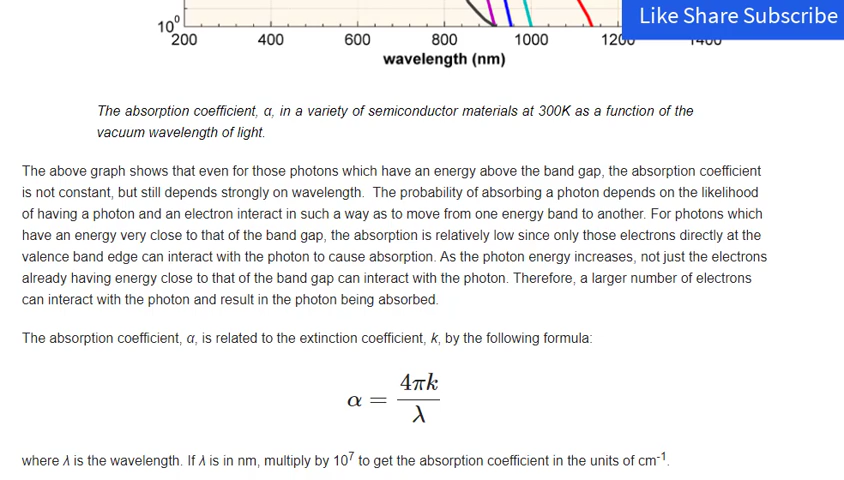 Like Share Subscribe
10⁰
200 400 600 800 1000 1200 1400
wavelength (nm)
The absorption coefficient, α, in a variety of semiconductor materials at 300K as a function of the
vacuum wavelength of light.
The above graph shows that even for those photons which have an energy above the band gap, the absorption coefficient
is not constant, but still depends strongly on wavelength. The probability of absorbing a photon depends on the likelihood
of having a photon and an electron interact in such a way as to move from one energy band to another. For photons which
have an energy very close to that of the band gap, the absorption is relatively low since only those electrons directly at the
valence band edge can interact with the photon to cause absorption. As the photon energy increases, not just the electrons
already having energy close to that of the band gap can interact with the photon. Therefore, a larger number of electrons
can interact with the photon and result in the photon being absorbed.
The absorption coefficient, α, is related to the extinction coefficient, k, by the following formula:
α = 4πk / λ
where λ is the wavelength. If λ is in nm, multiply by 10⁷ to get the absorption coefficient in the units of cm⁻¹.